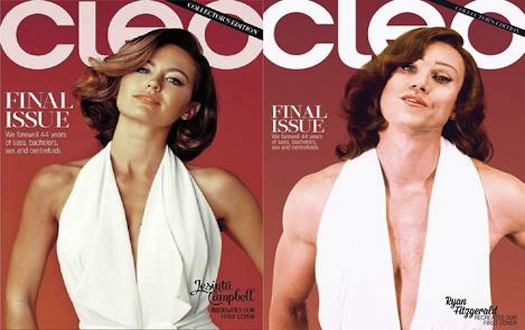 cleo
COLLECTOR'S EDITION
FINAL
ISSUE
We farewell 44 years
of sass, bachelors,
sex and centrefolds
Jesinta
Campbell
RECREATES OUR
FIRST COVER
cleo
COLLECTOR'S EDITION
FINAL
ISSUE
We farewell 44 years
of sass, bachelors,
sex and centrefolds
Ryan
Fitzgerald
RECREATES OUR
FIRST COVER